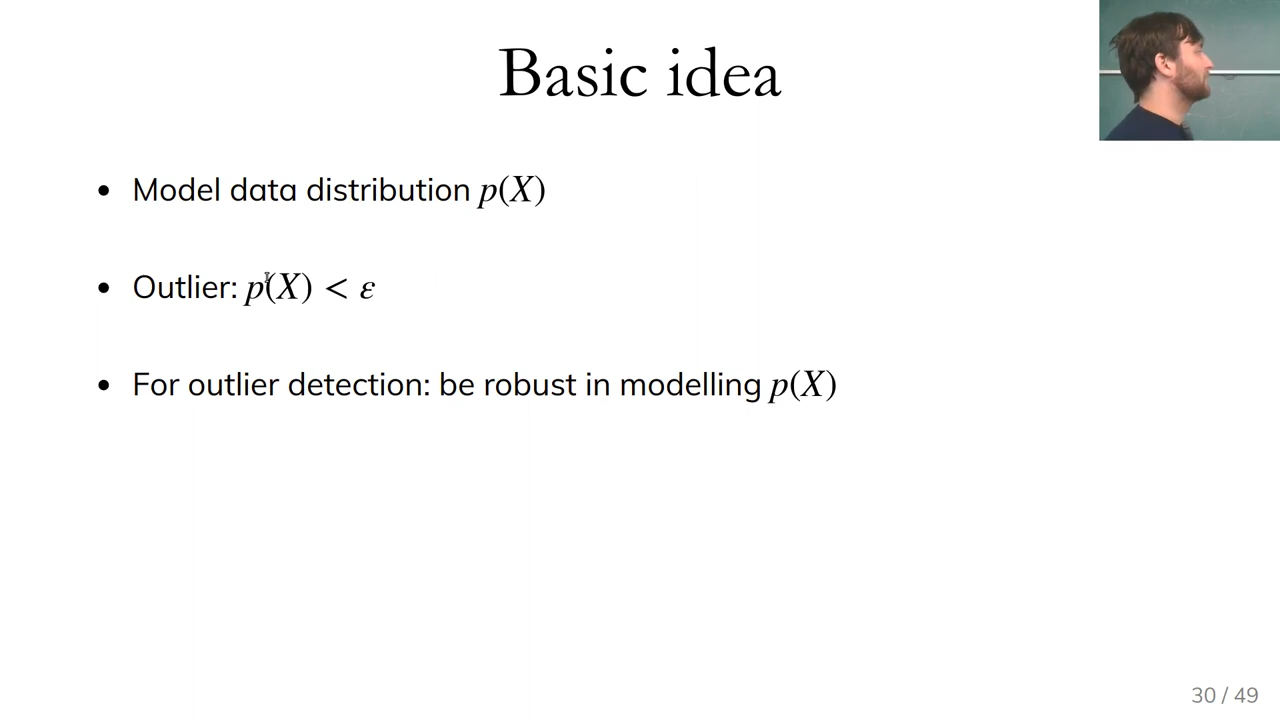 Basic idea
• Model data distribution p(X)
• Outlier: p(X) < ε
• For outlier detection: be robust in modelling p(X)
30 / 49